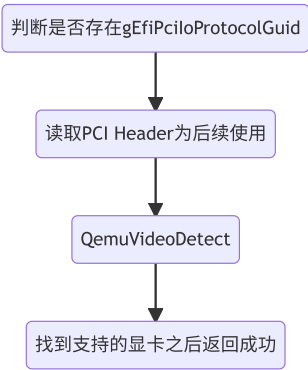 判断是否存在gEfiPciIoProtocolGuid
读取PCI Header为后续使用
QemuVideoDetect
找到支持的显卡之后返回成功